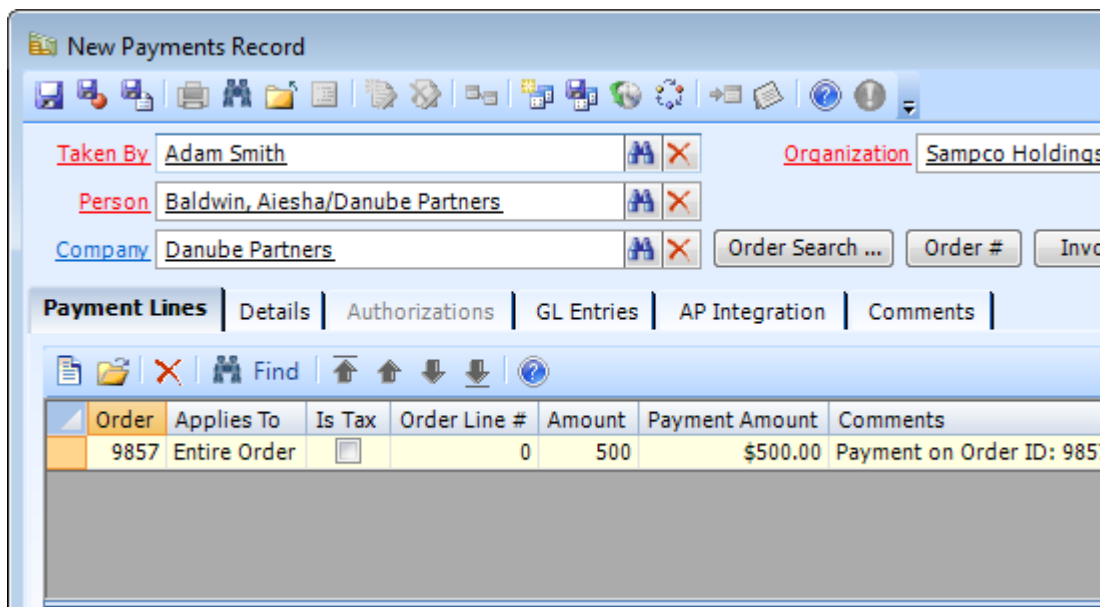 New Payments Record
Taken By Adam Smith Organization Sampco Holdings
Person Baldwin, Aiesha/Danube Partners
Company Danube Partners Order Search ... Order # Invo
Payment Lines Details Authorizations GL Entries AP Integration Comments
Find
Order Applies To Is Tax Order Line # Amount Payment Amount Comments
9857 Entire Order 0 500 $500.00 Payment on Order ID: 9857